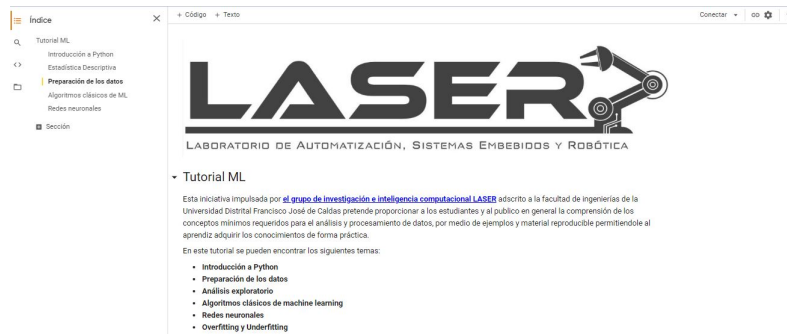 Índice
Tutorial ML
Introducción a Python
Estadística Descriptiva
Preparación de los datos
Algoritmos clásicos de ML
Redes neuronales
Sección
+ Código + Texto
Conectar
LASER
LABORATORIO DE AUTOMATIZACIÓN, SISTEMAS EMBEBIDOS Y ROBÓTICA
Tutorial ML
Esta iniciativa impulsada por el grupo de investigación e inteligencia computacional LASER adscrito a la facultad de ingenierías de la
Universidad Distrital Francisco José de Caldas pretende proporcionar a los estudiantes y al publico en general la comprensión de los
conceptos mínimos requeridos para el análisis y procesamiento de datos, por medio de ejemplos y material reproducible permitiendole al
aprendiz adquirir los conocimientos de forma práctica.
En este tutorial se pueden encontrar los siguientes temas:
• Introducción a Python
• Preparación de los datos
• Análisis exploratorio
• Algoritmos clásicos de machine learning
• Redes neuronales
• Overfitting y Underfitting